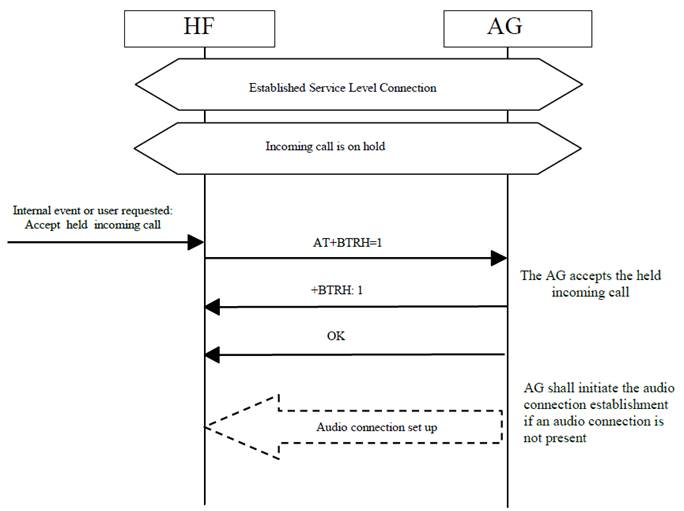 HF
AG
Established Service Level Connection
Incoming call is on hold
Internal event or user requested:
Accept held incoming call
AT+BTRH=1
The AG accepts the held
incoming call
+BTRH: 1
OK
AG shall initiate the audio
connection establishment
if an audio connection is
not present
Audio connection set up